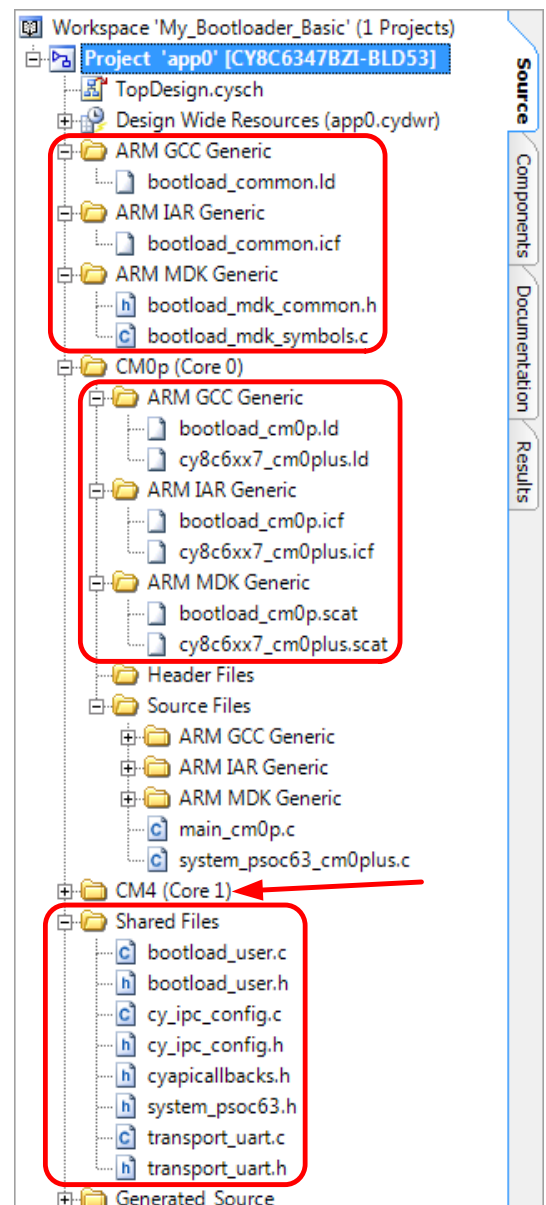 Workspace 'My_Bootloader_Basic' (1 Projects)
Project 'app0' [CY8C6347BZI-BLD53]
TopDesign.cysch
Design Wide Resources (app0.cydwr)
ARM GCC Generic
bootload_common.ld
ARM IAR Generic
bootload_common.icf
ARM MDK Generic
bootload_mdk_common.h
bootload_mdk_symbols.c
CM0p (Core 0)
ARM GCC Generic
bootload_cm0p.ld
cy8c6xx7_cm0plus.ld
ARM IAR Generic
bootload_cm0p.icf
cy8c6xx7_cm0plus.icf
ARM MDK Generic
bootload_cm0p.scat
cy8c6xx7_cm0plus.scat
Header Files
Source Files
ARM GCC Generic
ARM IAR Generic
ARM MDK Generic
main_cm0p.c
system_psoc63_cm0plus.c
CM4 (Core 1)
Shared Files
bootload_user.c
bootload_user.h
cy_ipc_config.c
cy_ipc_config.h
cyapicallbacks.h
system_psoc63.h
transport_uart.c
transport_uart.h
Generated_Source
Source
Components
Documentation
Results